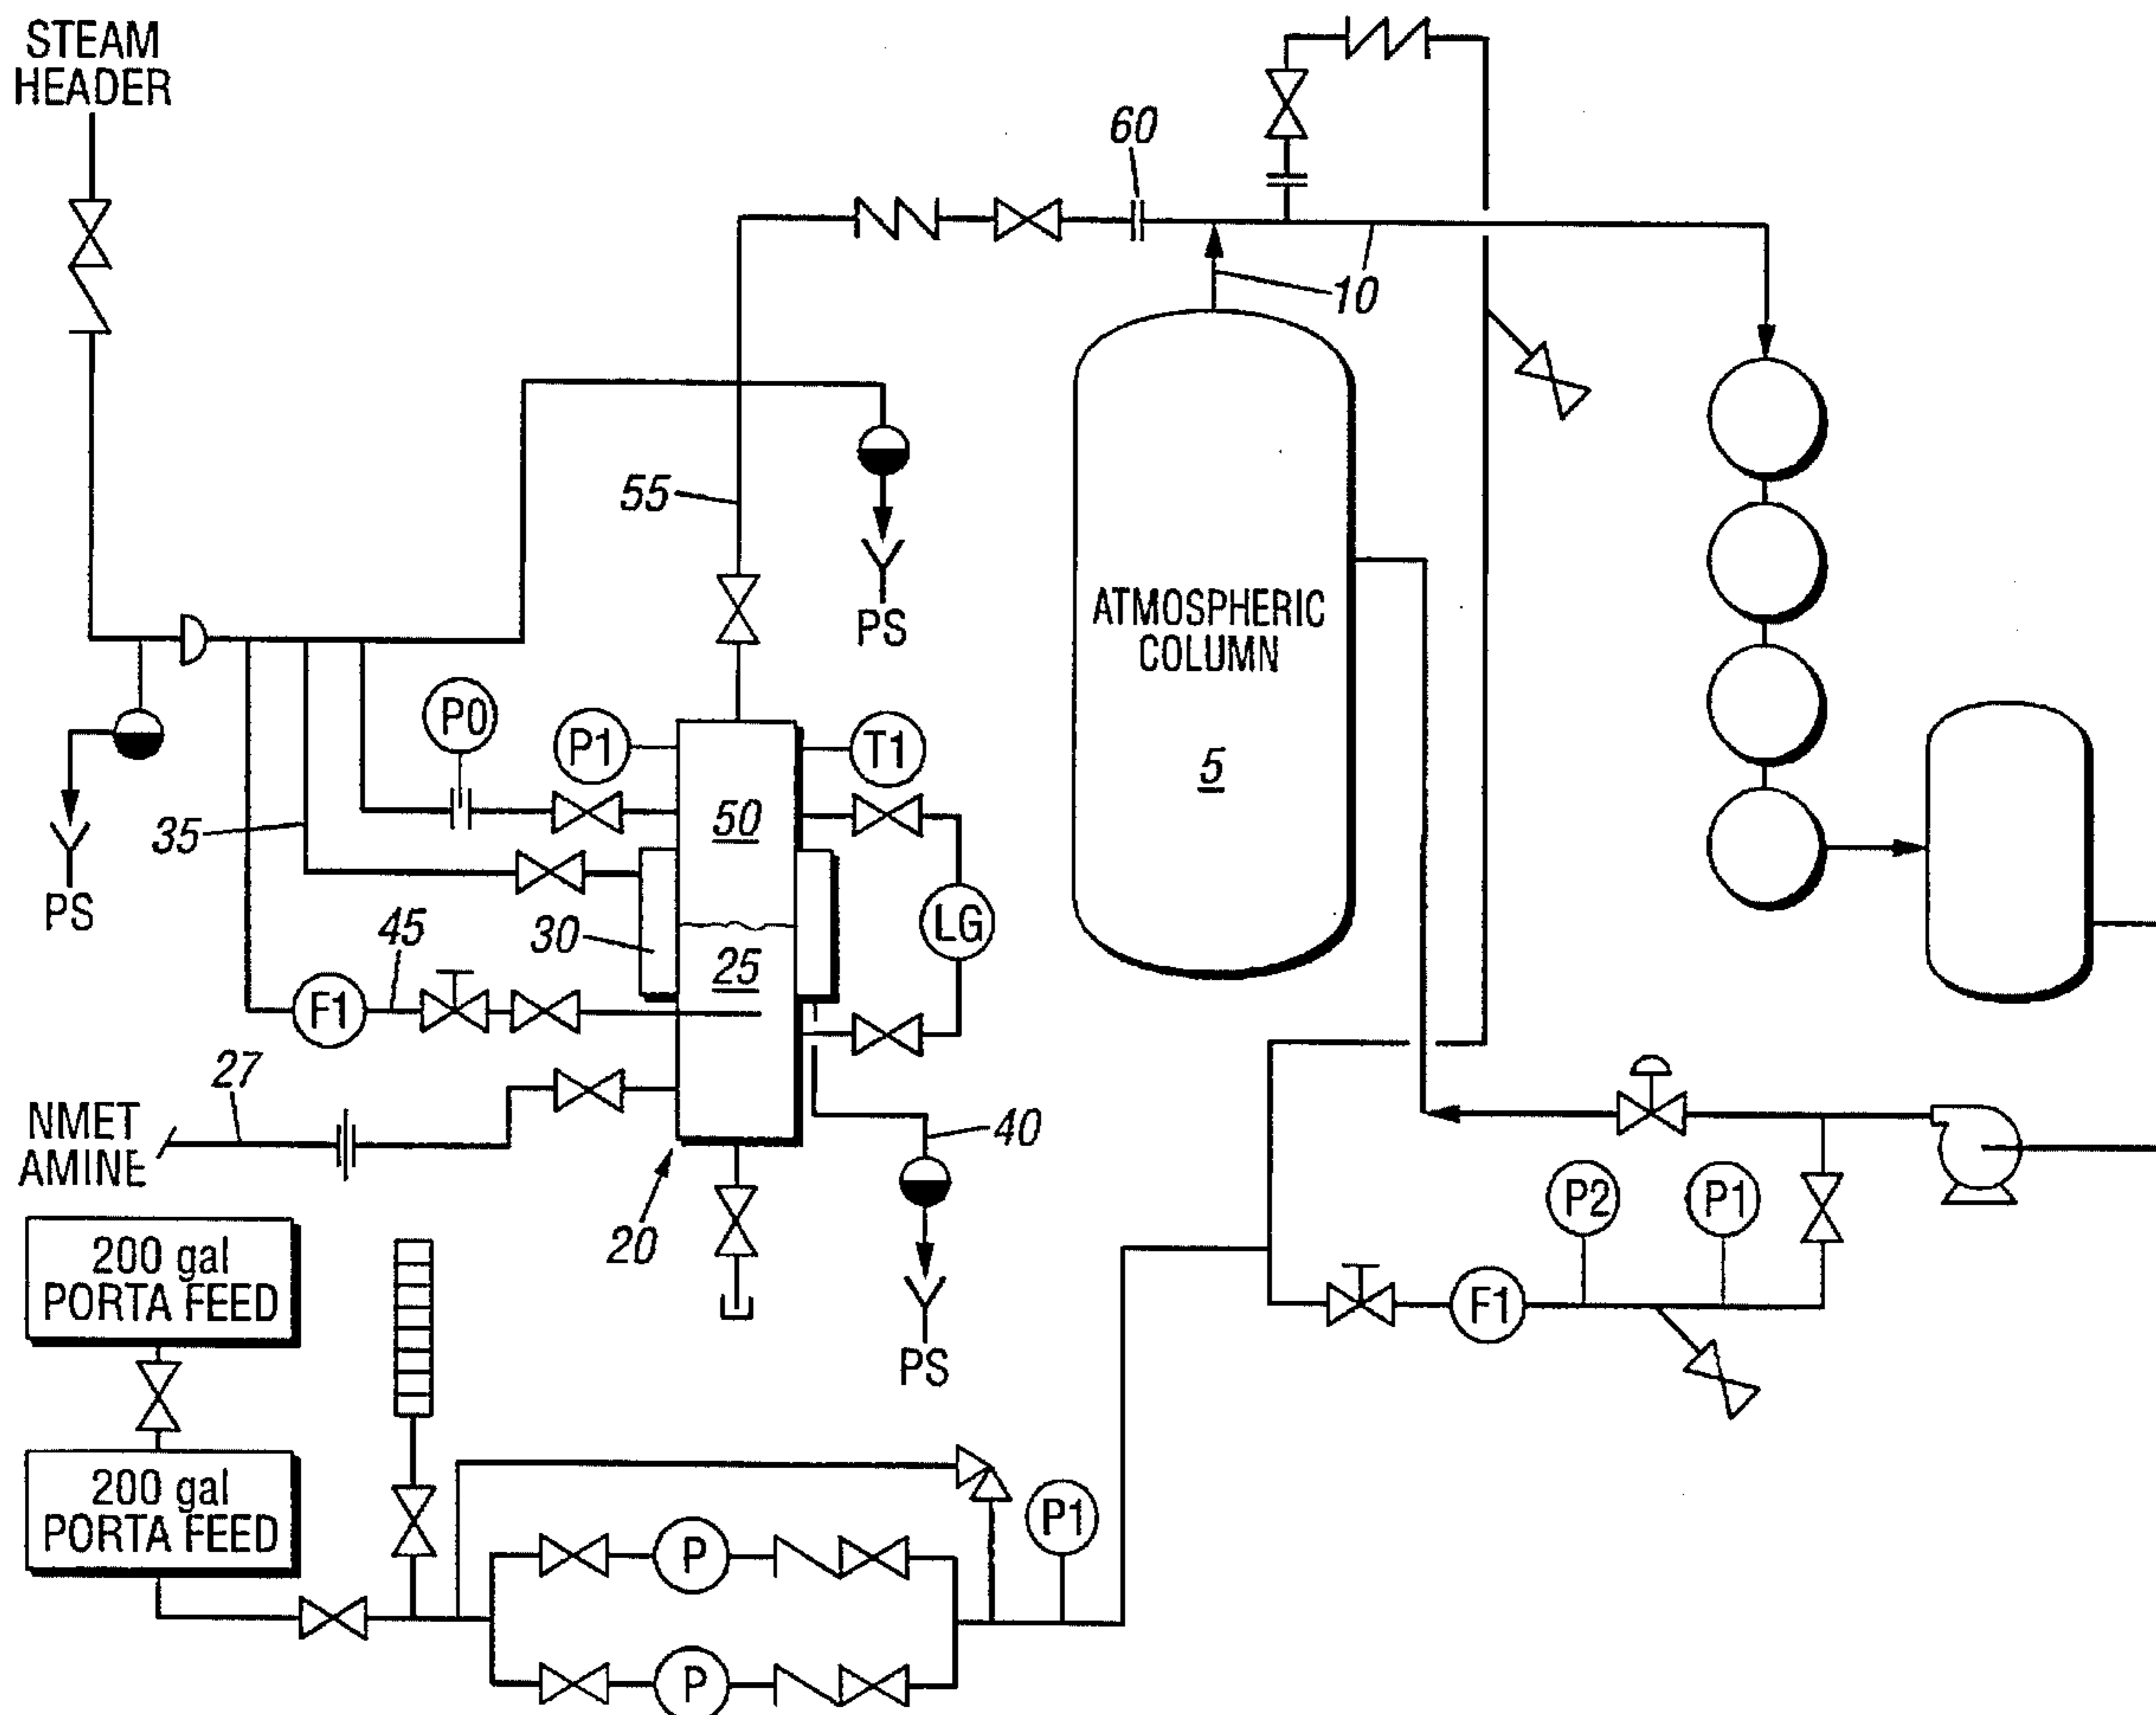 STEAM
HEADER
60
10
55
PS
ATMOSPHERIC
COLUMN
5
P0
P1
T1
50
35
PS
45
30
25
LG
F1
27
NMET
AMINE
40
20
P2
P1
200 gal
PORTA FEED
F1
PS
200 gal
PORTA FEED
P1
P
P